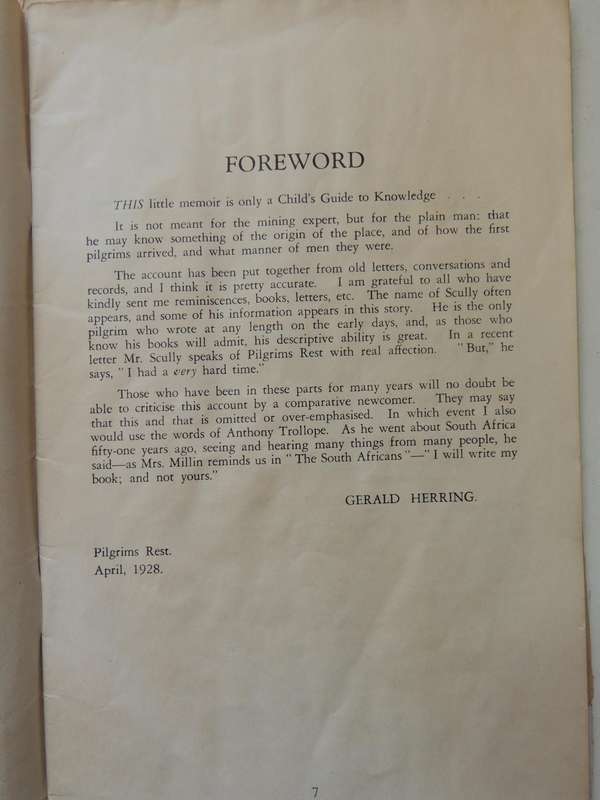 FOREWORD
THIS little memoir is only a Child's Guide to Knowledge . . .
It is not meant for the mining expert, but for the plain man: that
he may know something of the origin of the place, and of how the first
pilgrims arrived, and what manner of men they were.
The account has been put together from old letters, conversations and
records, and I think it is pretty accurate. I am grateful to all who have
kindly sent me reminiscences, books, letters, etc. The name of Scully often
appears, and some of his information appears in this story. He is the only
pilgrim who wrote at any length on the early days, and, as those who
know his books will admit, his descriptive ability is great. In a recent
letter Mr. Scully speaks of Pilgrims Rest with real affection. "But," he
says, "I had a very hard time."
Those who have been in these parts for many years will no doubt be
able to criticise this account by a comparative newcomer. They may say
that this and that is omitted or over-emphasised. In which event I also
would use the words of Anthony Trollope. As he went about South Africa
fifty-one years ago, seeing and hearing many things from many people, he
said—as Mrs. Millin reminds us in "The South Africans"—"I will write my
book; and not yours."
GERALD HERRING.
Pilgrims Rest.
April, 1928.
7